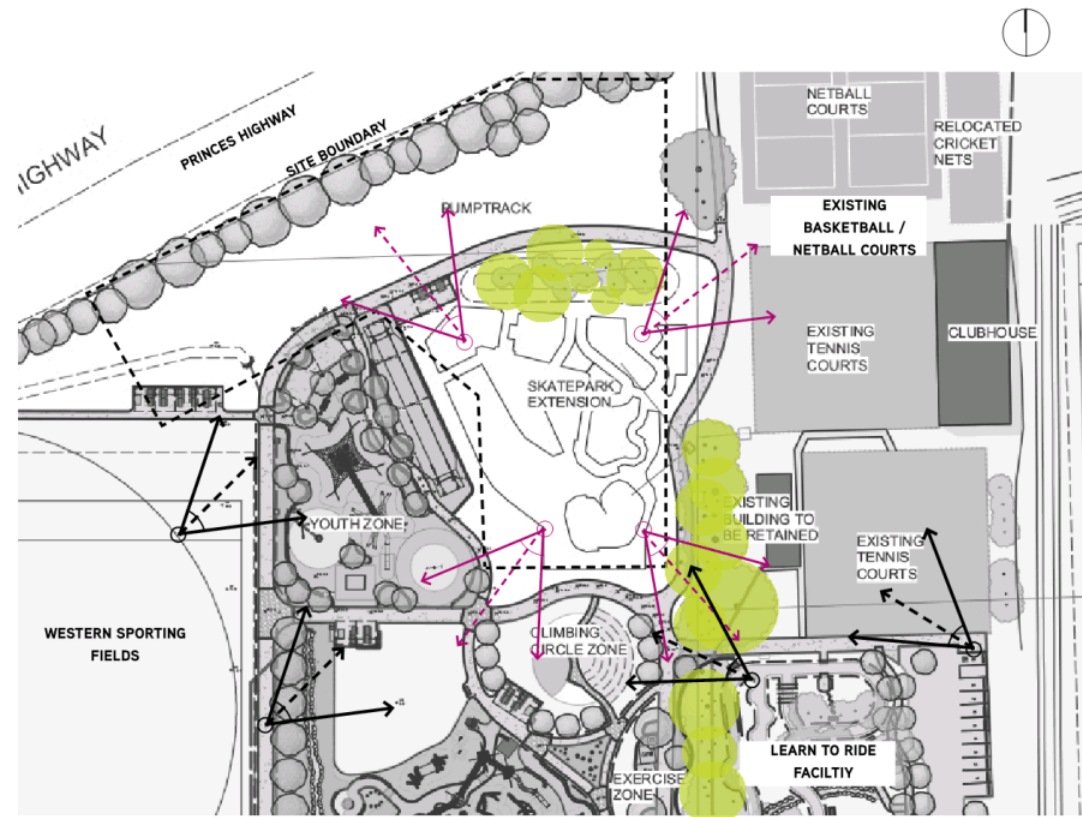 NETBALL
COURTS
RELOCATED
CRICKET
NETS
HIGHWAY
PRINCES HIGHWAY
SITE BOUNDARY
PUMPTRACK
EXISTING
BASKETBALL /
NETBALL COURTS
EXISTING
TENNIS
COURTS
CLUBHOUSE
SKATEPARK
EXTENSION
YOUTH ZONE
EXISTING
BUILDING TO
BE RETAINED
EXISTING
TENNIS
COURTS
WESTERN SPORTING
FIELDS
CLIMBING
CIRCLE ZONE
LEARN TO RIDE
FACILTIY
EXERCISE
ZONE